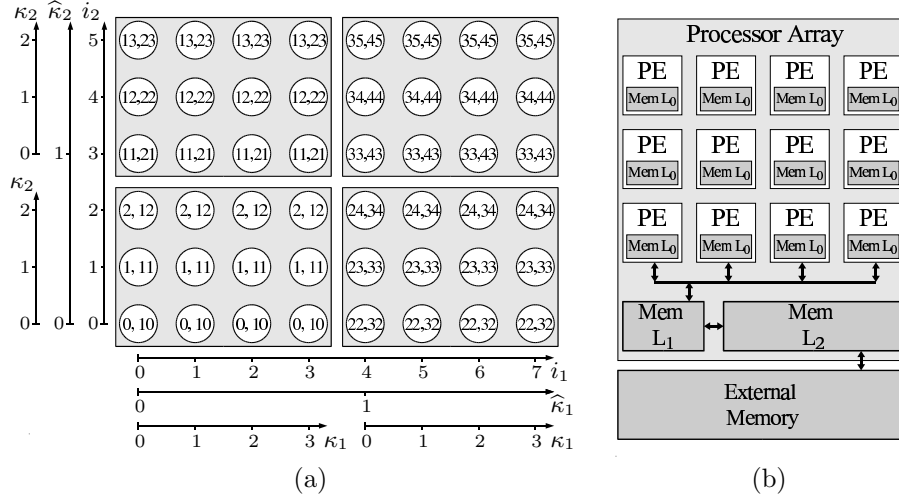 κ₂ κ̂₂ i₂
2 5 13,23 13,23 13,23 13,23 35,45 35,45 35,45 35,45
1 4 12,22 12,22 12,22 12,22 34,44 34,44 34,44 34,44
0 1 3 11,21 11,21 11,21 11,21 33,43 33,43 33,43 33,43
κ₂
2 2 2, 12 2, 12 2, 12 2, 12 24,34 24,34 24,34 24,34
1 1 1, 11 1, 11 1, 11 1, 11 23,33 23,33 23,33 23,33
0 0 0 0, 10 0, 10 0, 10 0, 10 22,32 22,32 22,32 22,32
0 1 2 3 4 5 6 7 i₁
0 1 κ̂₁
0 1 2 3 κ₁ 0 1 2 3 κ₁
(a)
Processor Array
PE PE PE PE
Mem L₀ Mem L₀ Mem L₀ Mem L₀
PE PE PE PE
Mem L₀ Mem L₀ Mem L₀ Mem L₀
PE PE PE PE
Mem L₀ Mem L₀ Mem L₀ Mem L₀
Mem Mem
L₁ L₂
External
Memory
(b)